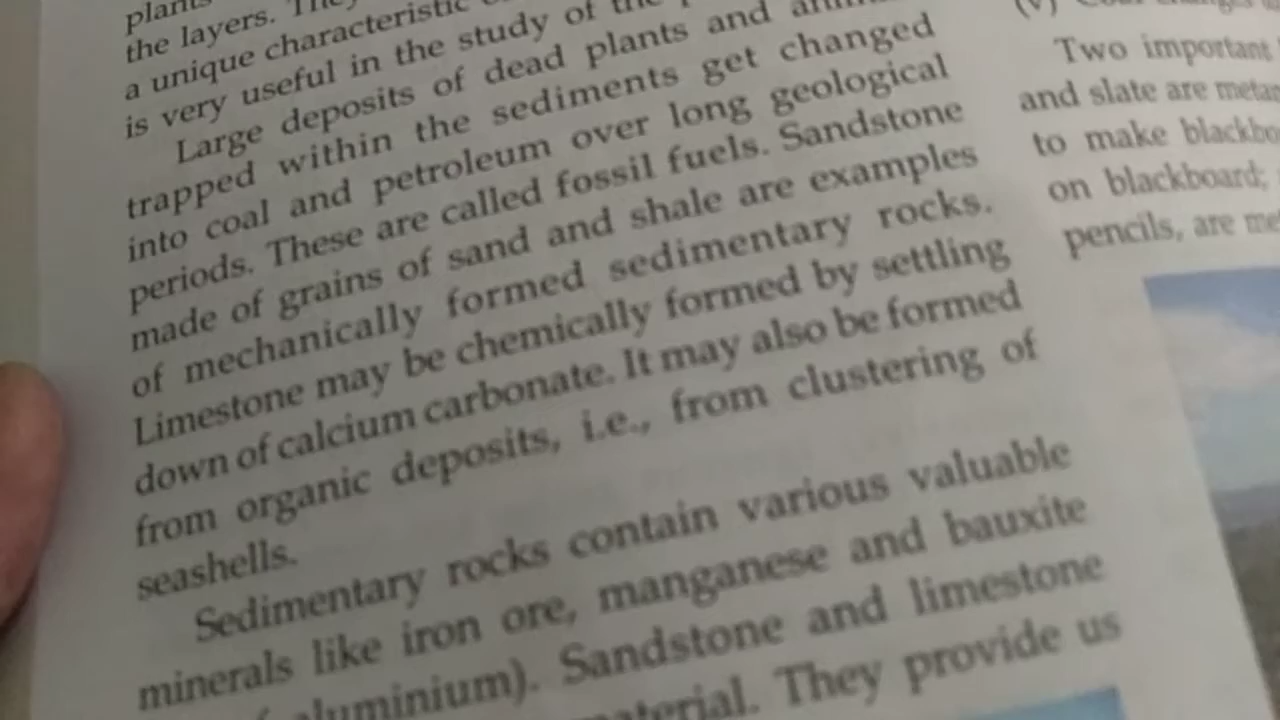 plants
the layers. They
a unique characteristic
is very useful in the study of the
Large deposits of dead plants and
trapped within the sediments get changed
into coal and petroleum over long geological
periods. These are called fossil fuels. Sandstone
made of grains of sand and shale are examples
of mechanically formed sedimentary rocks.
Limestone may be chemically formed by settling
down of calcium carbonate. It may also be formed
from organic deposits, i.e., from clustering of
seashells.
Sedimentary rocks contain various valuable
minerals like iron ore, manganese and bauxite
aluminium). Sandstone and limestone
They provide us
(v)
Two important
and slate are
to make
on blackboard;
pencils, are